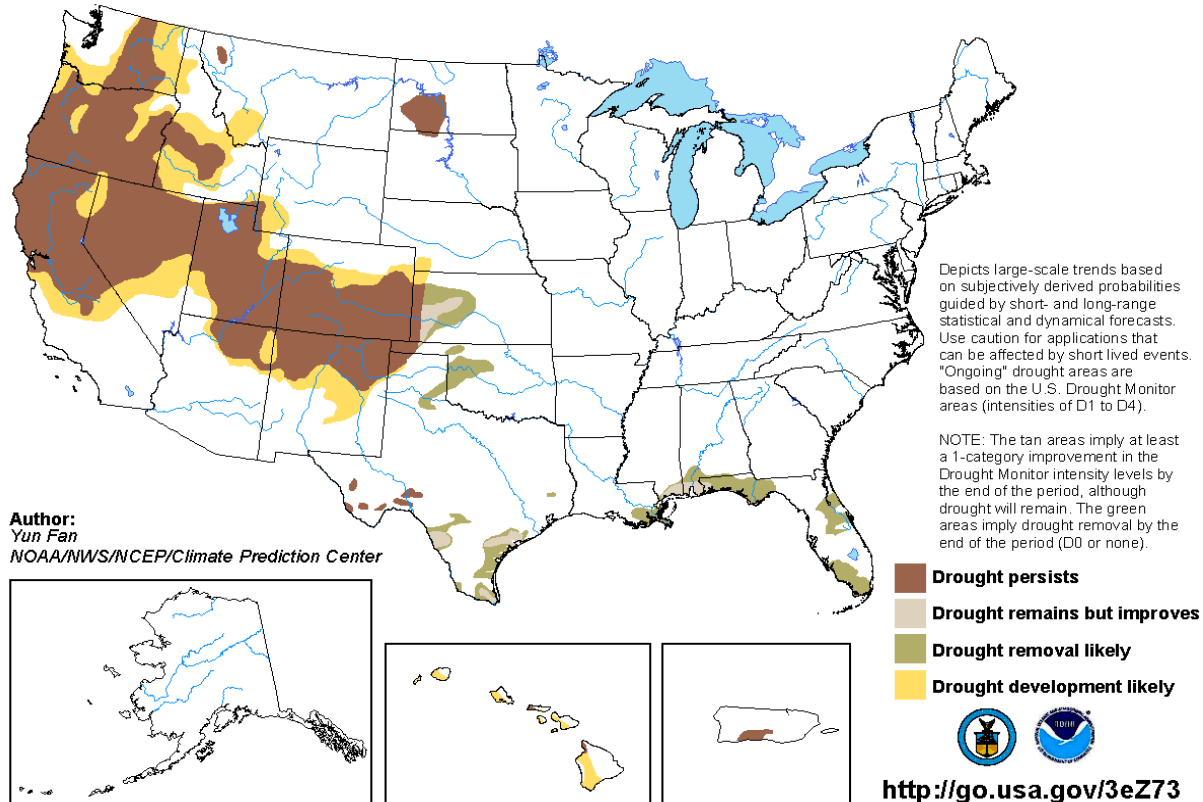 Depicts large-scale trends based
on subjectively derived probabilities
guided by short- and long-range
statistical and dynamical forecasts.
Use caution for applications that
can be affected by short lived events.
"Ongoing" drought areas are
based on the U.S. Drought Monitor
areas (intensities of D1 to D4).
NOTE: The tan areas imply at least
a 1-category improvement in the
Drought Monitor intensity levels by
the end of the period, although
drought will remain. The green
areas imply drought removal by the
end of the period (D0 or none).
Author:
Yun Fan
NOAA/NWS/NCEP/Climate Prediction Center
Drought persists
Drought remains but improves
Drought removal likely
Drought development likely
http://go.usa.gov/3eZ73